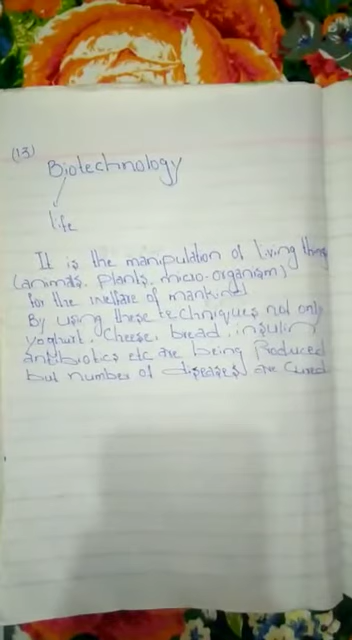 (13)
Biotechnology
life
It is the manipulation of living things
(animals, plants, micro-organism)
for the welfare of mankind
By using these techniques not only
yoghurt, cheese, bread, insulin,
antibiotics etc are being Produced
but number of diseases are Cured